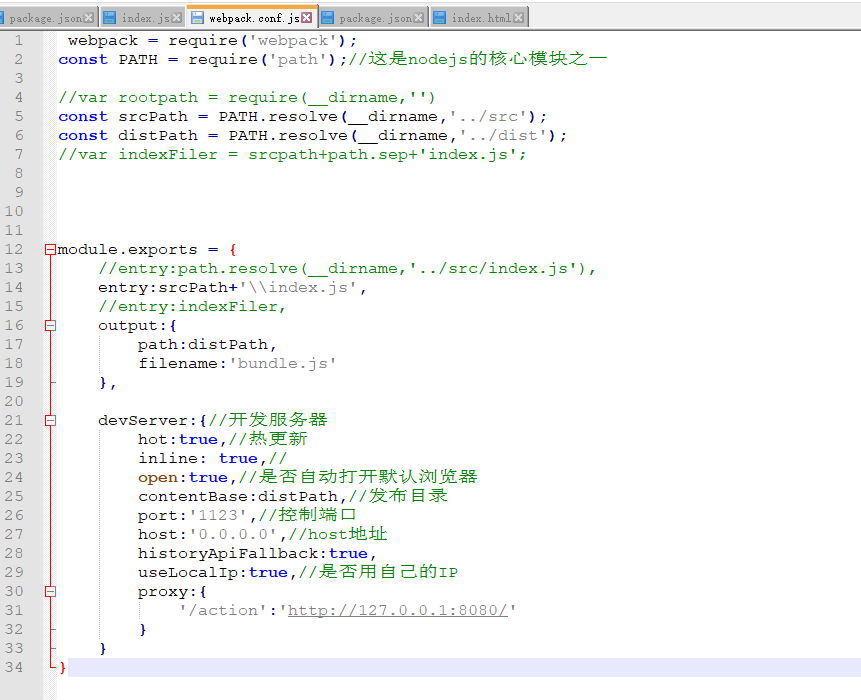 package.json index.js webpack.conf.js package.json index.html
1 webpack = require('webpack');
2 const PATH = require('path');//这是nodejs的核心模块之一
3
4 //var rootpath = require(__dirname,'')
5 const srcPath = PATH.resolve(__dirname,'../src');
6 const distPath = PATH.resolve(__dirname,'../dist');
7 //var indexFiler = srcpath+path.sep+'index.js';
8
9
10
11
12 module.exports = {
13 //entry:path.resolve(__dirname,'../src/index.js'),
14 entry:srcPath+'\\index.js',
15 //entry:indexFiler,
16 output:{
17 path:distPath,
18 filename:'bundle.js'
19 },
20
21 devServer:{//开发服务器
22 hot:true,//热更新
23 inline: true,//
24 open:true,//是否自动打开默认浏览器
25 contentBase:distPath,//发布目录
26 port:'1123',//控制端口
27 host:'0.0.0.0',//host地址
28 historyApiFallback:true,
29 useLocalIp:true,//是否用自己的IP
30 proxy:{
31 '/action':'http://127.0.0.1:8080/'
32 }
33 }
34 }